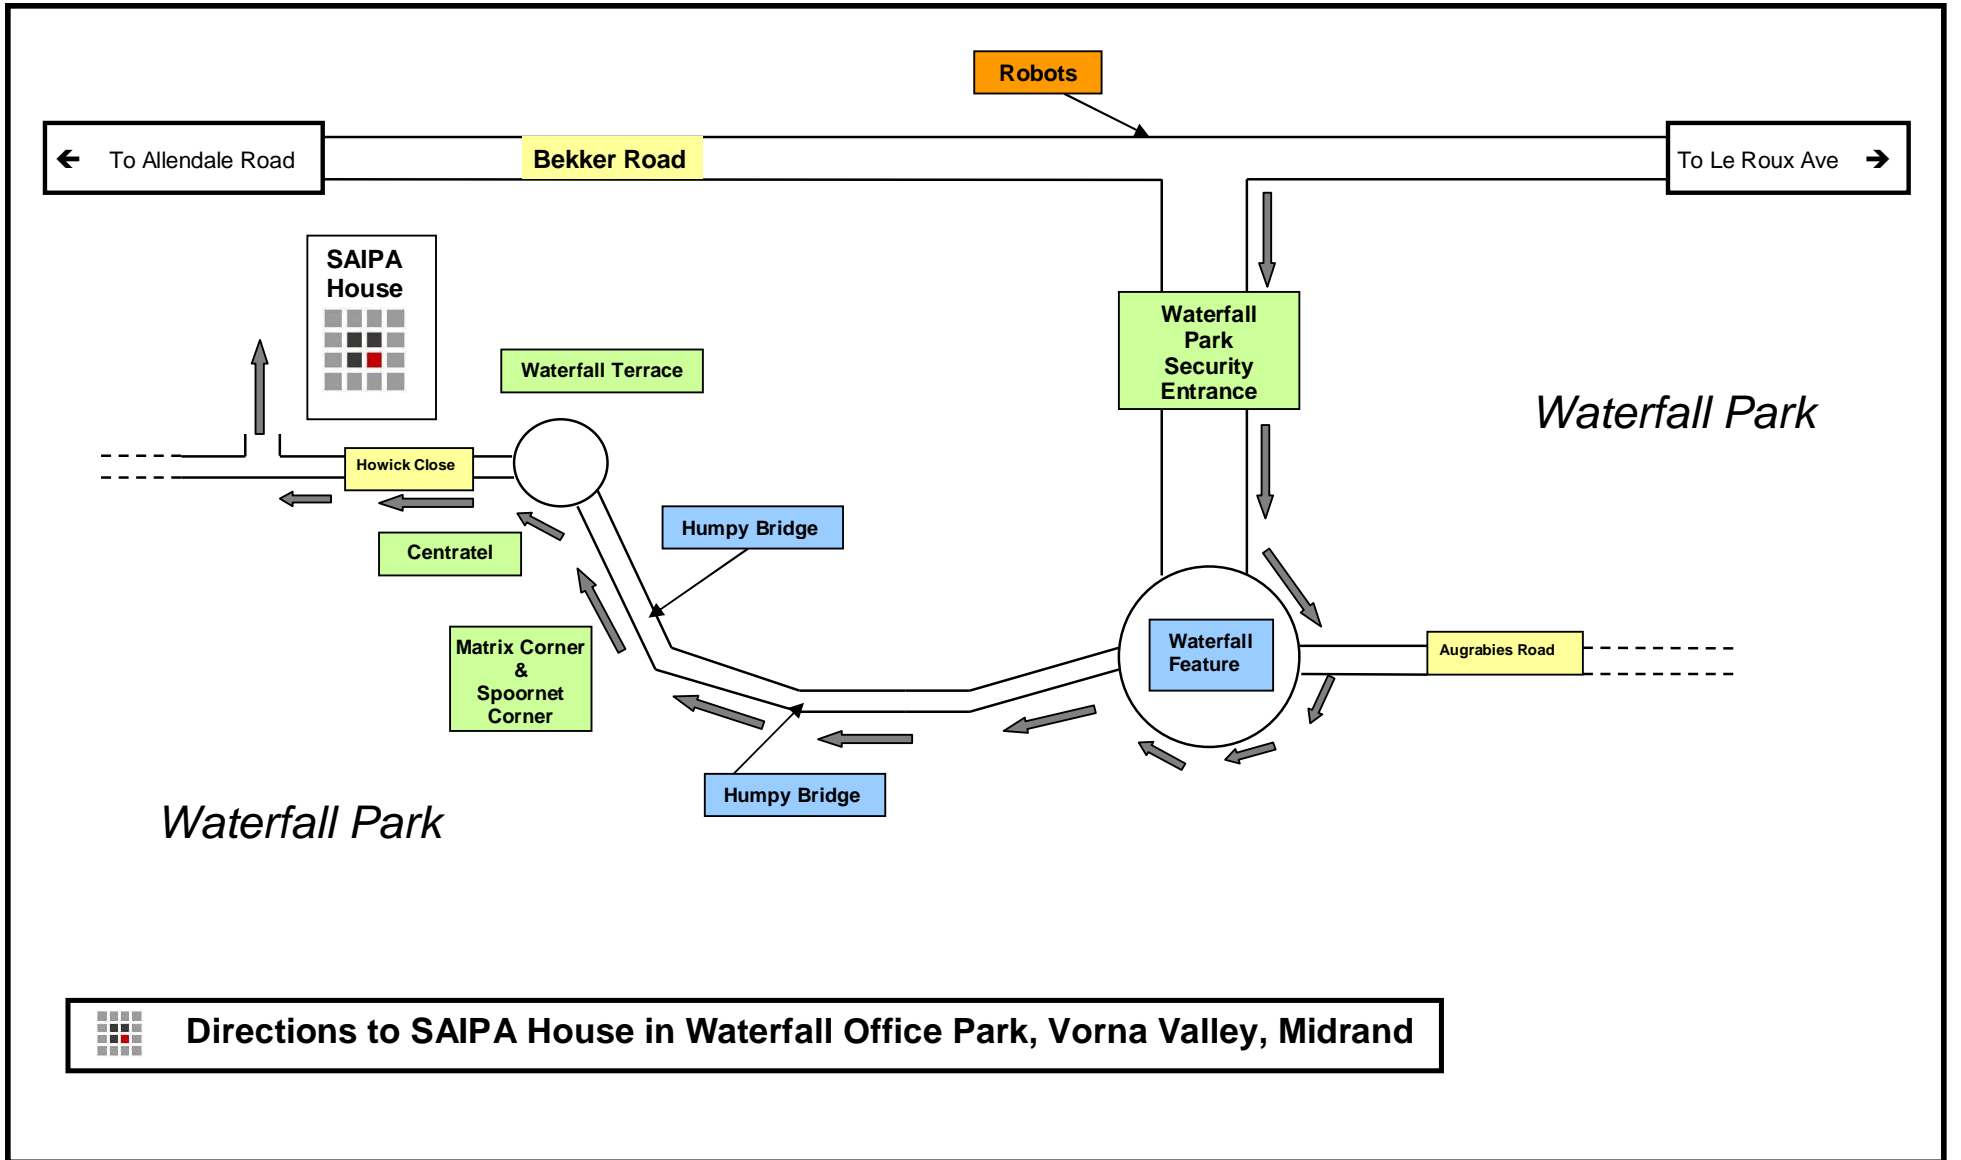 Robots
← To Allendale Road
Bekker Road
To Le Roux Ave →
SAIPA
House
Waterfall
Park
Security
Entrance
Waterfall Terrace
Waterfall Park
Howick Close
Humpy Bridge
Centratel
Matrix Corner
&
Spoornet
Corner
Waterfall
Feature
Augrabies Road
Humpy Bridge
Waterfall Park
Directions to SAIPA House in Waterfall Office Park, Vorna Valley, Midrand